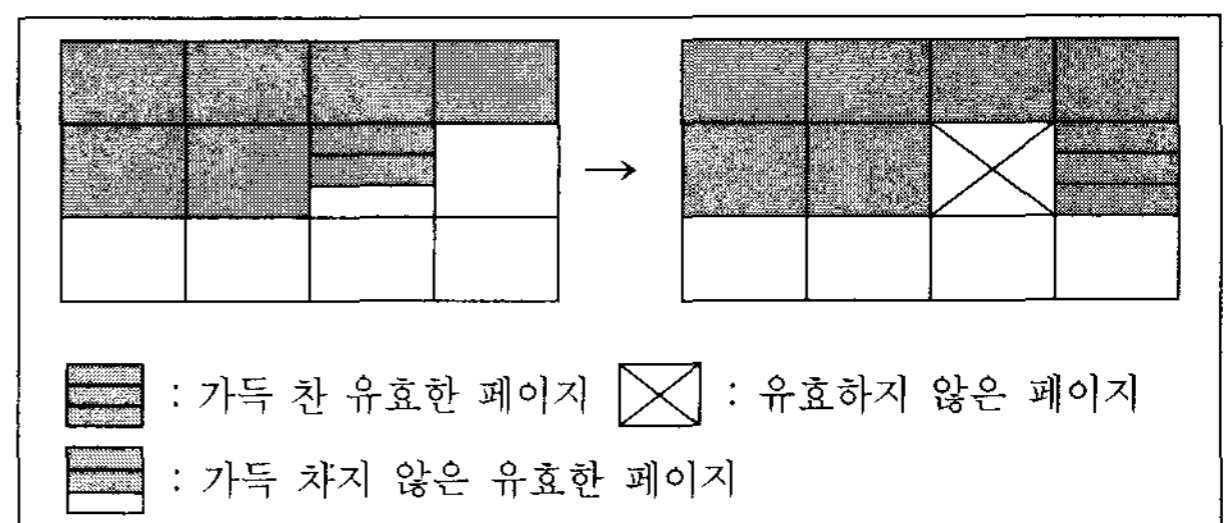 →
: 가득 찬 유효한 페이지 : 유효하지 않은 페이지
: 가득 차지 않은 유효한 페이지